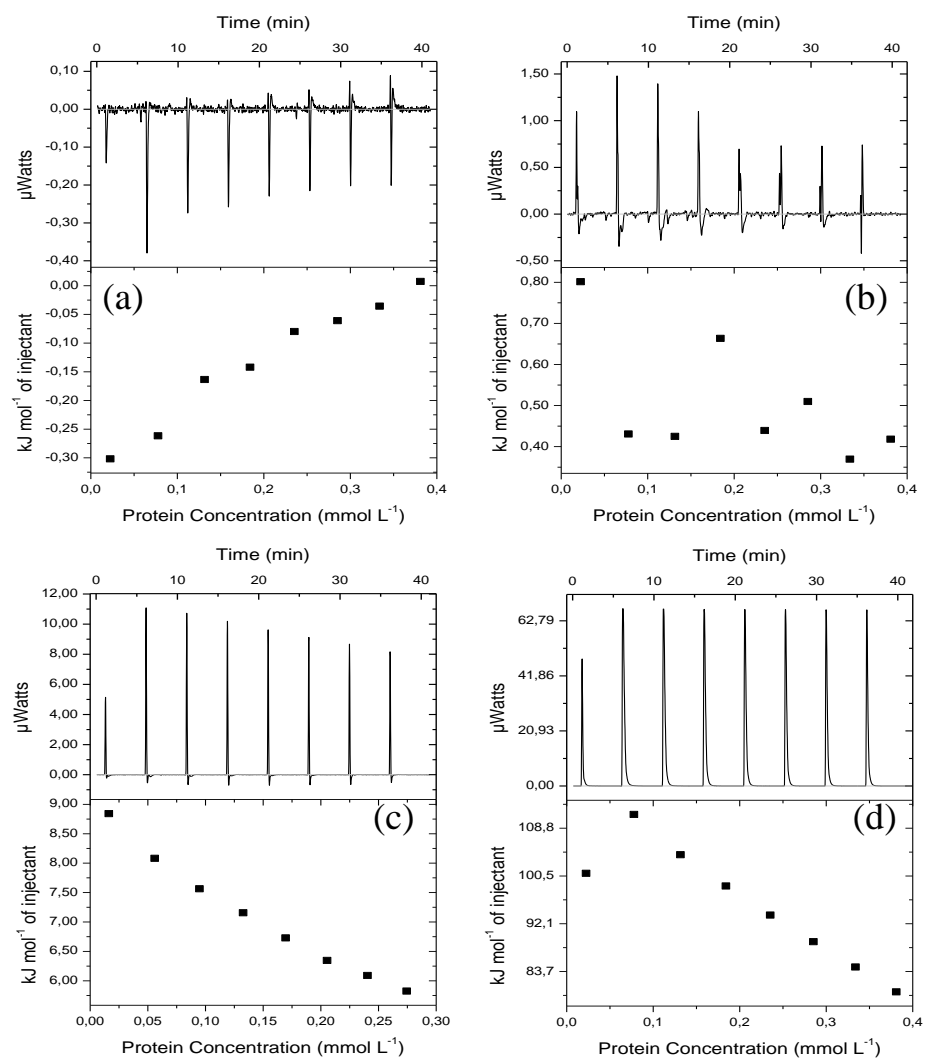 Time (min)
0 10 20 30 40
0,10
0,00
-0,10
-0,20
-0,30
-0,40
µWatts
(a)
0,00
-0,05
-0,10
-0,15
-0,20
-0,25
-0,30
kJ mol⁻¹ of injectant
0,0 0,1 0,2 0,3 0,4
Protein Concentration (mmol L⁻¹)
Time (min)
0 10 20 30 40
1,50
1,00
0,50
0,00
-0,50
µWatts
(b)
0,80
0,70
0,60
0,50
0,40
kJ mol⁻¹ of injectant
0,0 0,1 0,2 0,3 0,4
Protein Concentration (mmol L⁻¹)
Time (min)
0 10 20 30 40
12,00
10,00
8,00
6,00
4,00
2,00
0,00
µWatts
(c)
9,00
8,50
8,00
7,50
7,00
6,50
6,00
kJ mol⁻¹ of injectant
0,00 0,05 0,10 0,15 0,20 0,25 0,30
Protein Concentration (mmol L⁻¹)
Time (min)
0 10 20 30 40
62,79
41,86
20,93
0,00
µWatts
(d)
108,8
100,5
92,1
83,7
kJ mol⁻¹ of injectant
0,0 0,1 0,2 0,3 0,4
Protein Concentration (mmol L⁻¹)